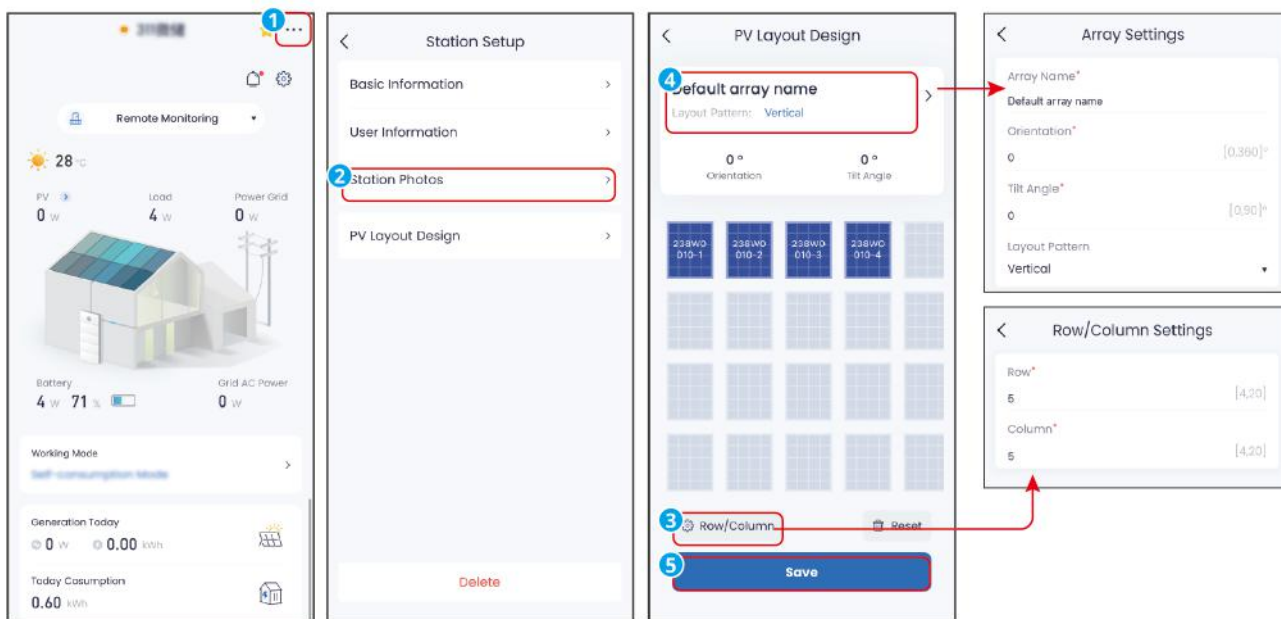 1
...
Remote Monitoring
28 °C
PV Load Power Grid
0 W 4 W 0 W
Battery Grid AC Power
4 W 71 % 0 W
Working Mode
Self-consumption Mode
Generation Today
0 W 0.00 kWh
Today Cosumption
0.60 kWh
Station Setup
Basic Information
User Information
2
Station Photos
PV Layout Design
Delete
PV Layout Design
4
Default array name
Layout Pattern: Vertical
0 ° 0 °
Orientation Tilt Angle
238W0 238W0 238W0 238W0
010-1 010-2 010-3 010-4
3 Row/Column Reset
5
Save
Array Settings
Array Name*
Default array name
Orientation*
0 [0,360]°
Tilt Angle*
0 [0,90]°
Layout Pattern
Vertical
Row/Column Settings
Row*
5 [4,20]
Column*
5 [4,20]